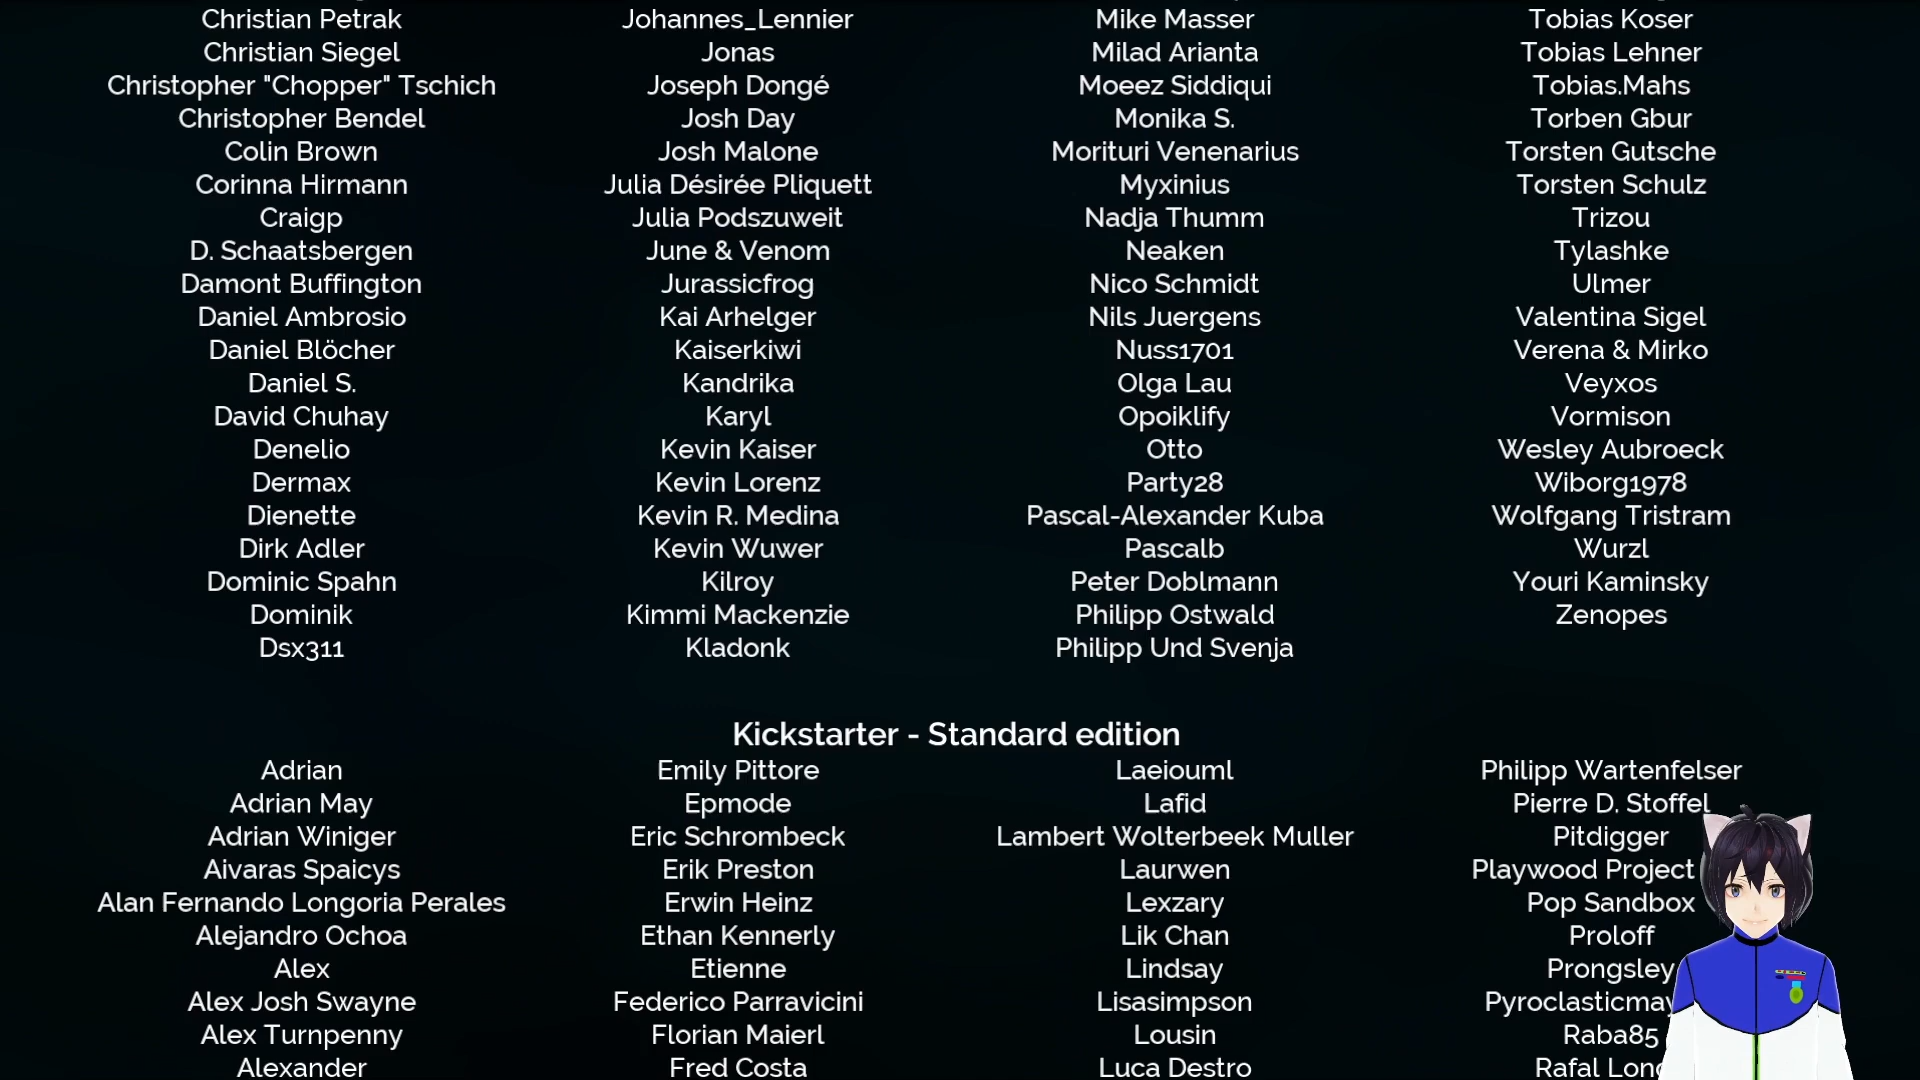 Christian Petrak
Christian Siegel
Christopher "Chopper" Tschich
Christopher Bendel
Colin Brown
Corinna Hirmann
Craigp
D. Schaatsbergen
Damont Buffington
Daniel Ambrosio
Daniel Blöcher
Daniel S.
David Chuhay
Denelio
Dermax
Dienette
Dirk Adler
Dominic Spahn
Dominik
Dsx311
Johannes_Lennier
Jonas
Joseph Dongé
Josh Day
Josh Malone
Julia Désirée Pliquett
Julia Podszuweit
June & Venom
Jurassicfrog
Kai Arhelger
Kaiserkiwi
Kandrika
Karyl
Kevin Kaiser
Kevin Lorenz
Kevin R. Medina
Kevin Wuwer
Kilroy
Kimmi Mackenzie
Kladonk
Mike Masser
Milad Arianta
Moeez Siddiqui
Monika S.
Morituri Venenarius
Myxinius
Nadja Thumm
Neaken
Nico Schmidt
Nils Juergens
Nuss1701
Olga Lau
Opoiklify
Otto
Party28
Pascal-Alexander Kuba
Pascalb
Peter Doblmann
Philipp Ostwald
Philipp Und Svenja
Tobias Koser
Tobias Lehner
Tobias.Mahs
Torben Gbur
Torsten Gutsche
Torsten Schulz
Trizou
Tylashke
Ulmer
Valentina Sigel
Verena & Mirko
Veyxos
Vormison
Wesley Aubroeck
Wiborg1978
Wolfgang Tristram
Wurzl
Youri Kaminsky
Zenopes
Kickstarter - Standard edition
Adrian
Adrian May
Adrian Winiger
Aivaras Spaicys
Alan Fernando Longoria Perales
Alejandro Ochoa
Alex
Alex Josh Swayne
Alex Turnpenny
Alexander
Emily Pittore
Epmode
Eric Schrombeck
Erik Preston
Erwin Heinz
Ethan Kennerly
Etienne
Federico Parravicini
Florian Maierl
Fred Costa
Laeiouml
Lafid
Lambert Wolterbeek Muller
Laurwen
Lexzary
Lik Chan
Lindsay
Lisasimpson
Lousin
Luca Destro
Philipp Wartenfelser
Pierre D. Stoffel
Pitdigger
Playwood Project
Pop Sandbox
Proloff
Prongsley
Raba85
Rafal